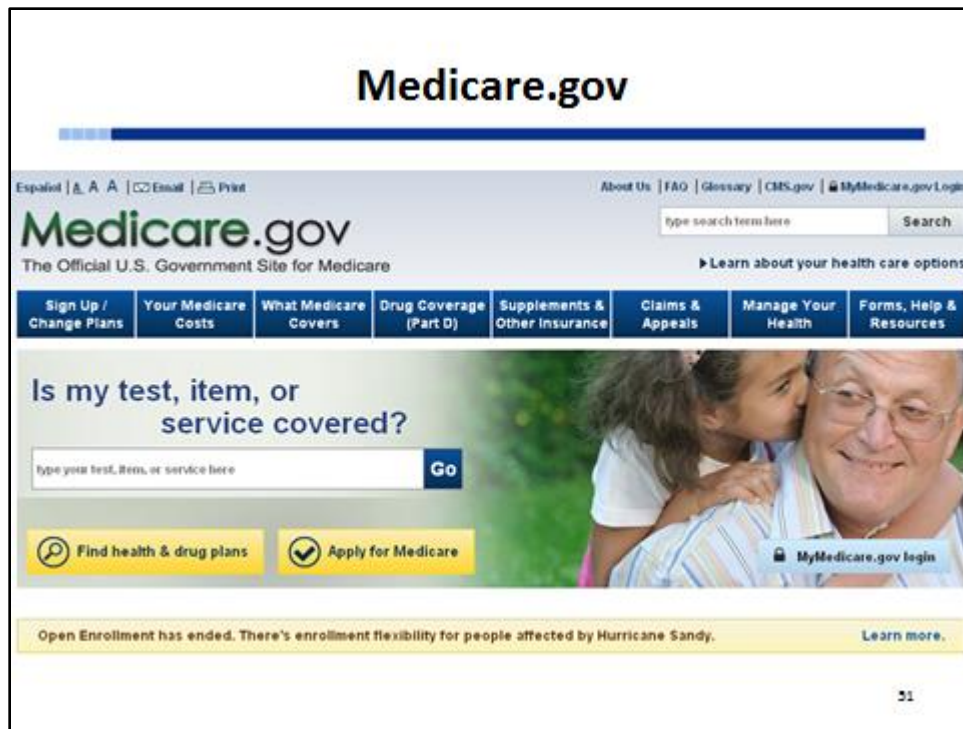 Medicare.gov
Español | A A A | Email | Print
About Us | FAQ | Glossary | CMS.gov | MyMedicare.gov Login
Medicare.gov
type search term here
Search
The Official U.S. Government Site for Medicare
Learn about your health care options
Sign Up / Change Plans
Your Medicare Costs
What Medicare Covers
Drug Coverage (Part D)
Supplements & Other Insurance
Claims & Appeals
Manage Your Health
Forms, Help & Resources
Is my test, item, or
service covered?
type your test, item, or service here
Go
Find health & drug plans
Apply for Medicare
MyMedicare.gov login
Open Enrollment has ended. There's enrollment flexibility for people affected by Hurricane Sandy.
Learn more.
31